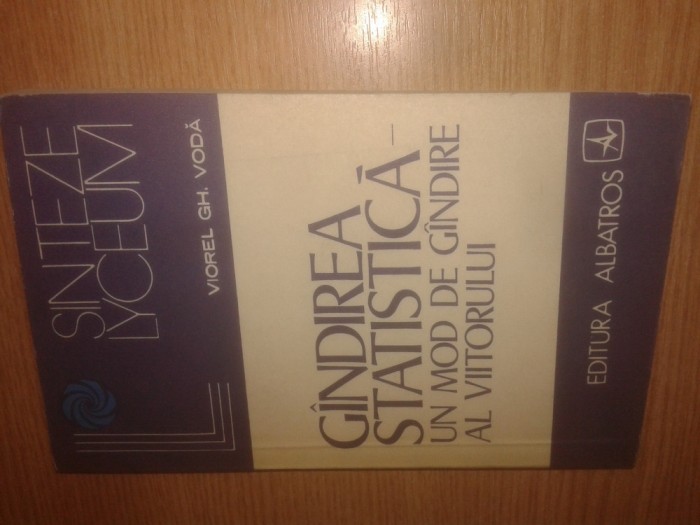 SINTEZE
LYCEUM
VIOREL GH. VODĂ
GÎNDIREA
STATISTICĂ –
UN MOD DE GÎNDIRE
AL VIITORULUI
EDITURA ALBATROS